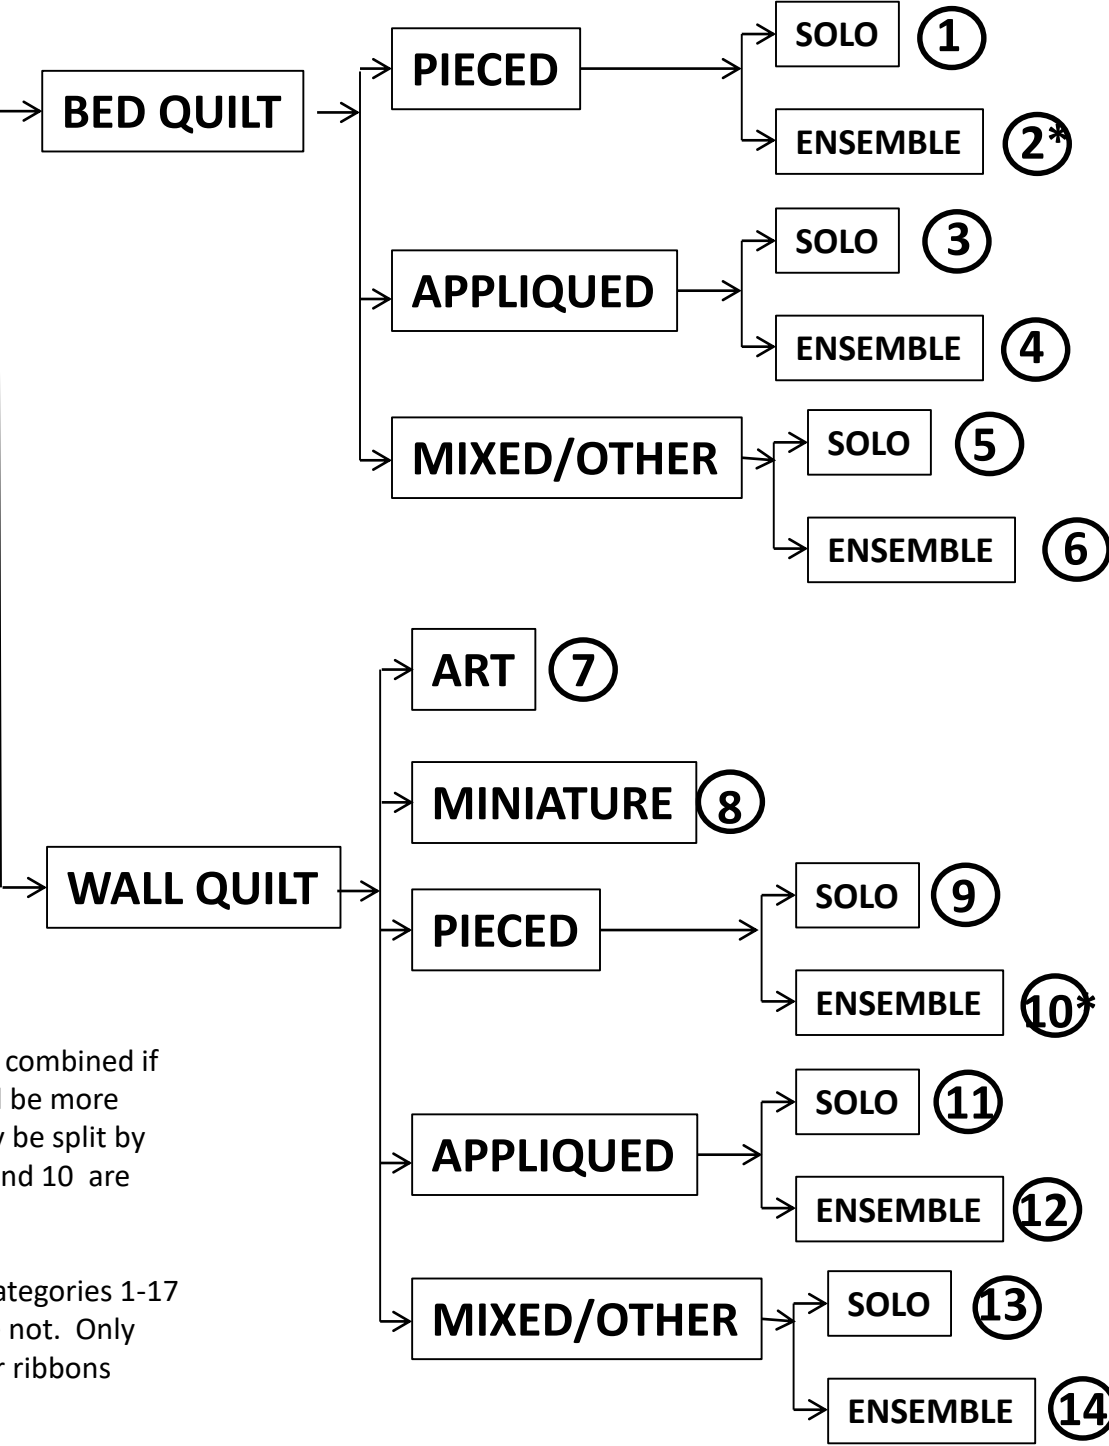 BED QUILT
PIECED
SOLO 1
ENSEMBLE 2*
APPLIQUED
SOLO 3
ENSEMBLE 4
MIXED/OTHER
SOLO 5
ENSEMBLE 6
WALL QUILT
ART 7
MINIATURE 8
PIECED
SOLO 9
ENSEMBLE 10*
APPLIQUED
SOLO 11
ENSEMBLE 12
MIXED/OTHER
SOLO 13
ENSEMBLE 14
combined if
be more
be split by
10 are
1-17
not. Only
ribbons